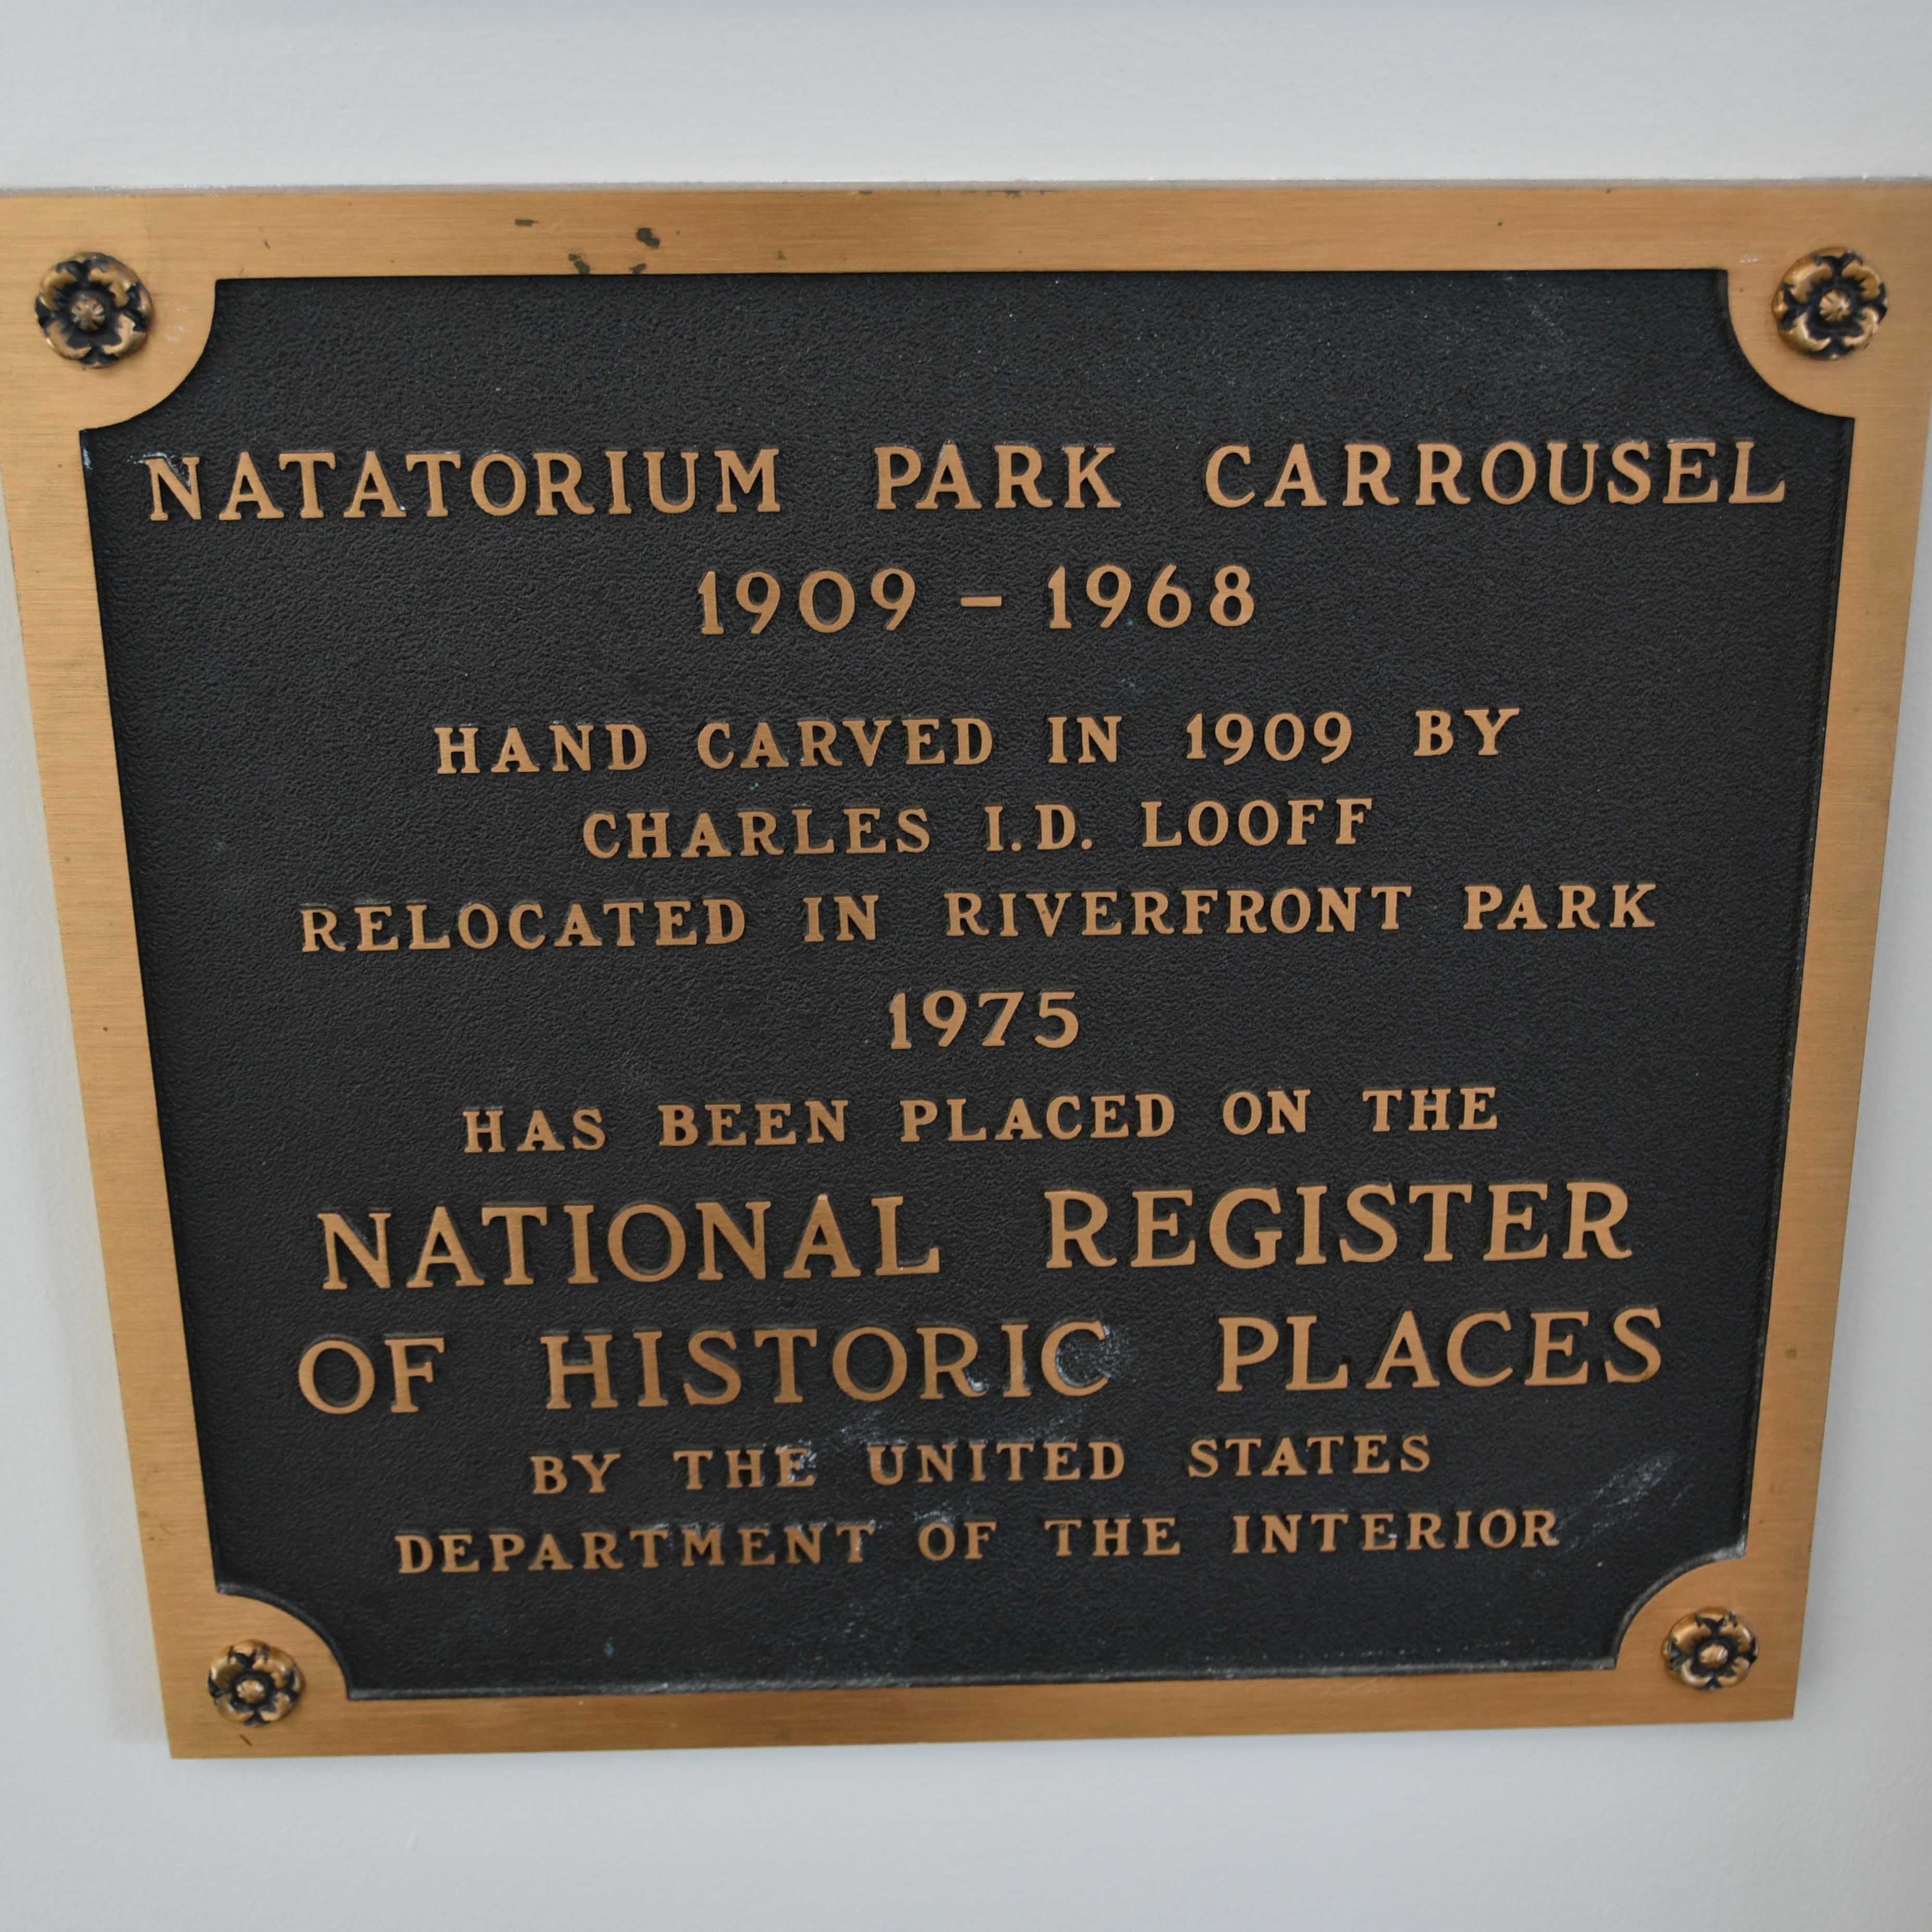 NATATORIUM PARK CARROUSEL
1909 – 1968
HAND CARVED IN 1909 BY
CHARLES I.D. LOOFF
RELOCATED IN RIVERFRONT PARK
1975
HAS BEEN PLACED ON THE
NATIONAL REGISTER
OF HISTORIC PLACES
BY THE UNITED STATES
DEPARTMENT OF THE INTERIOR